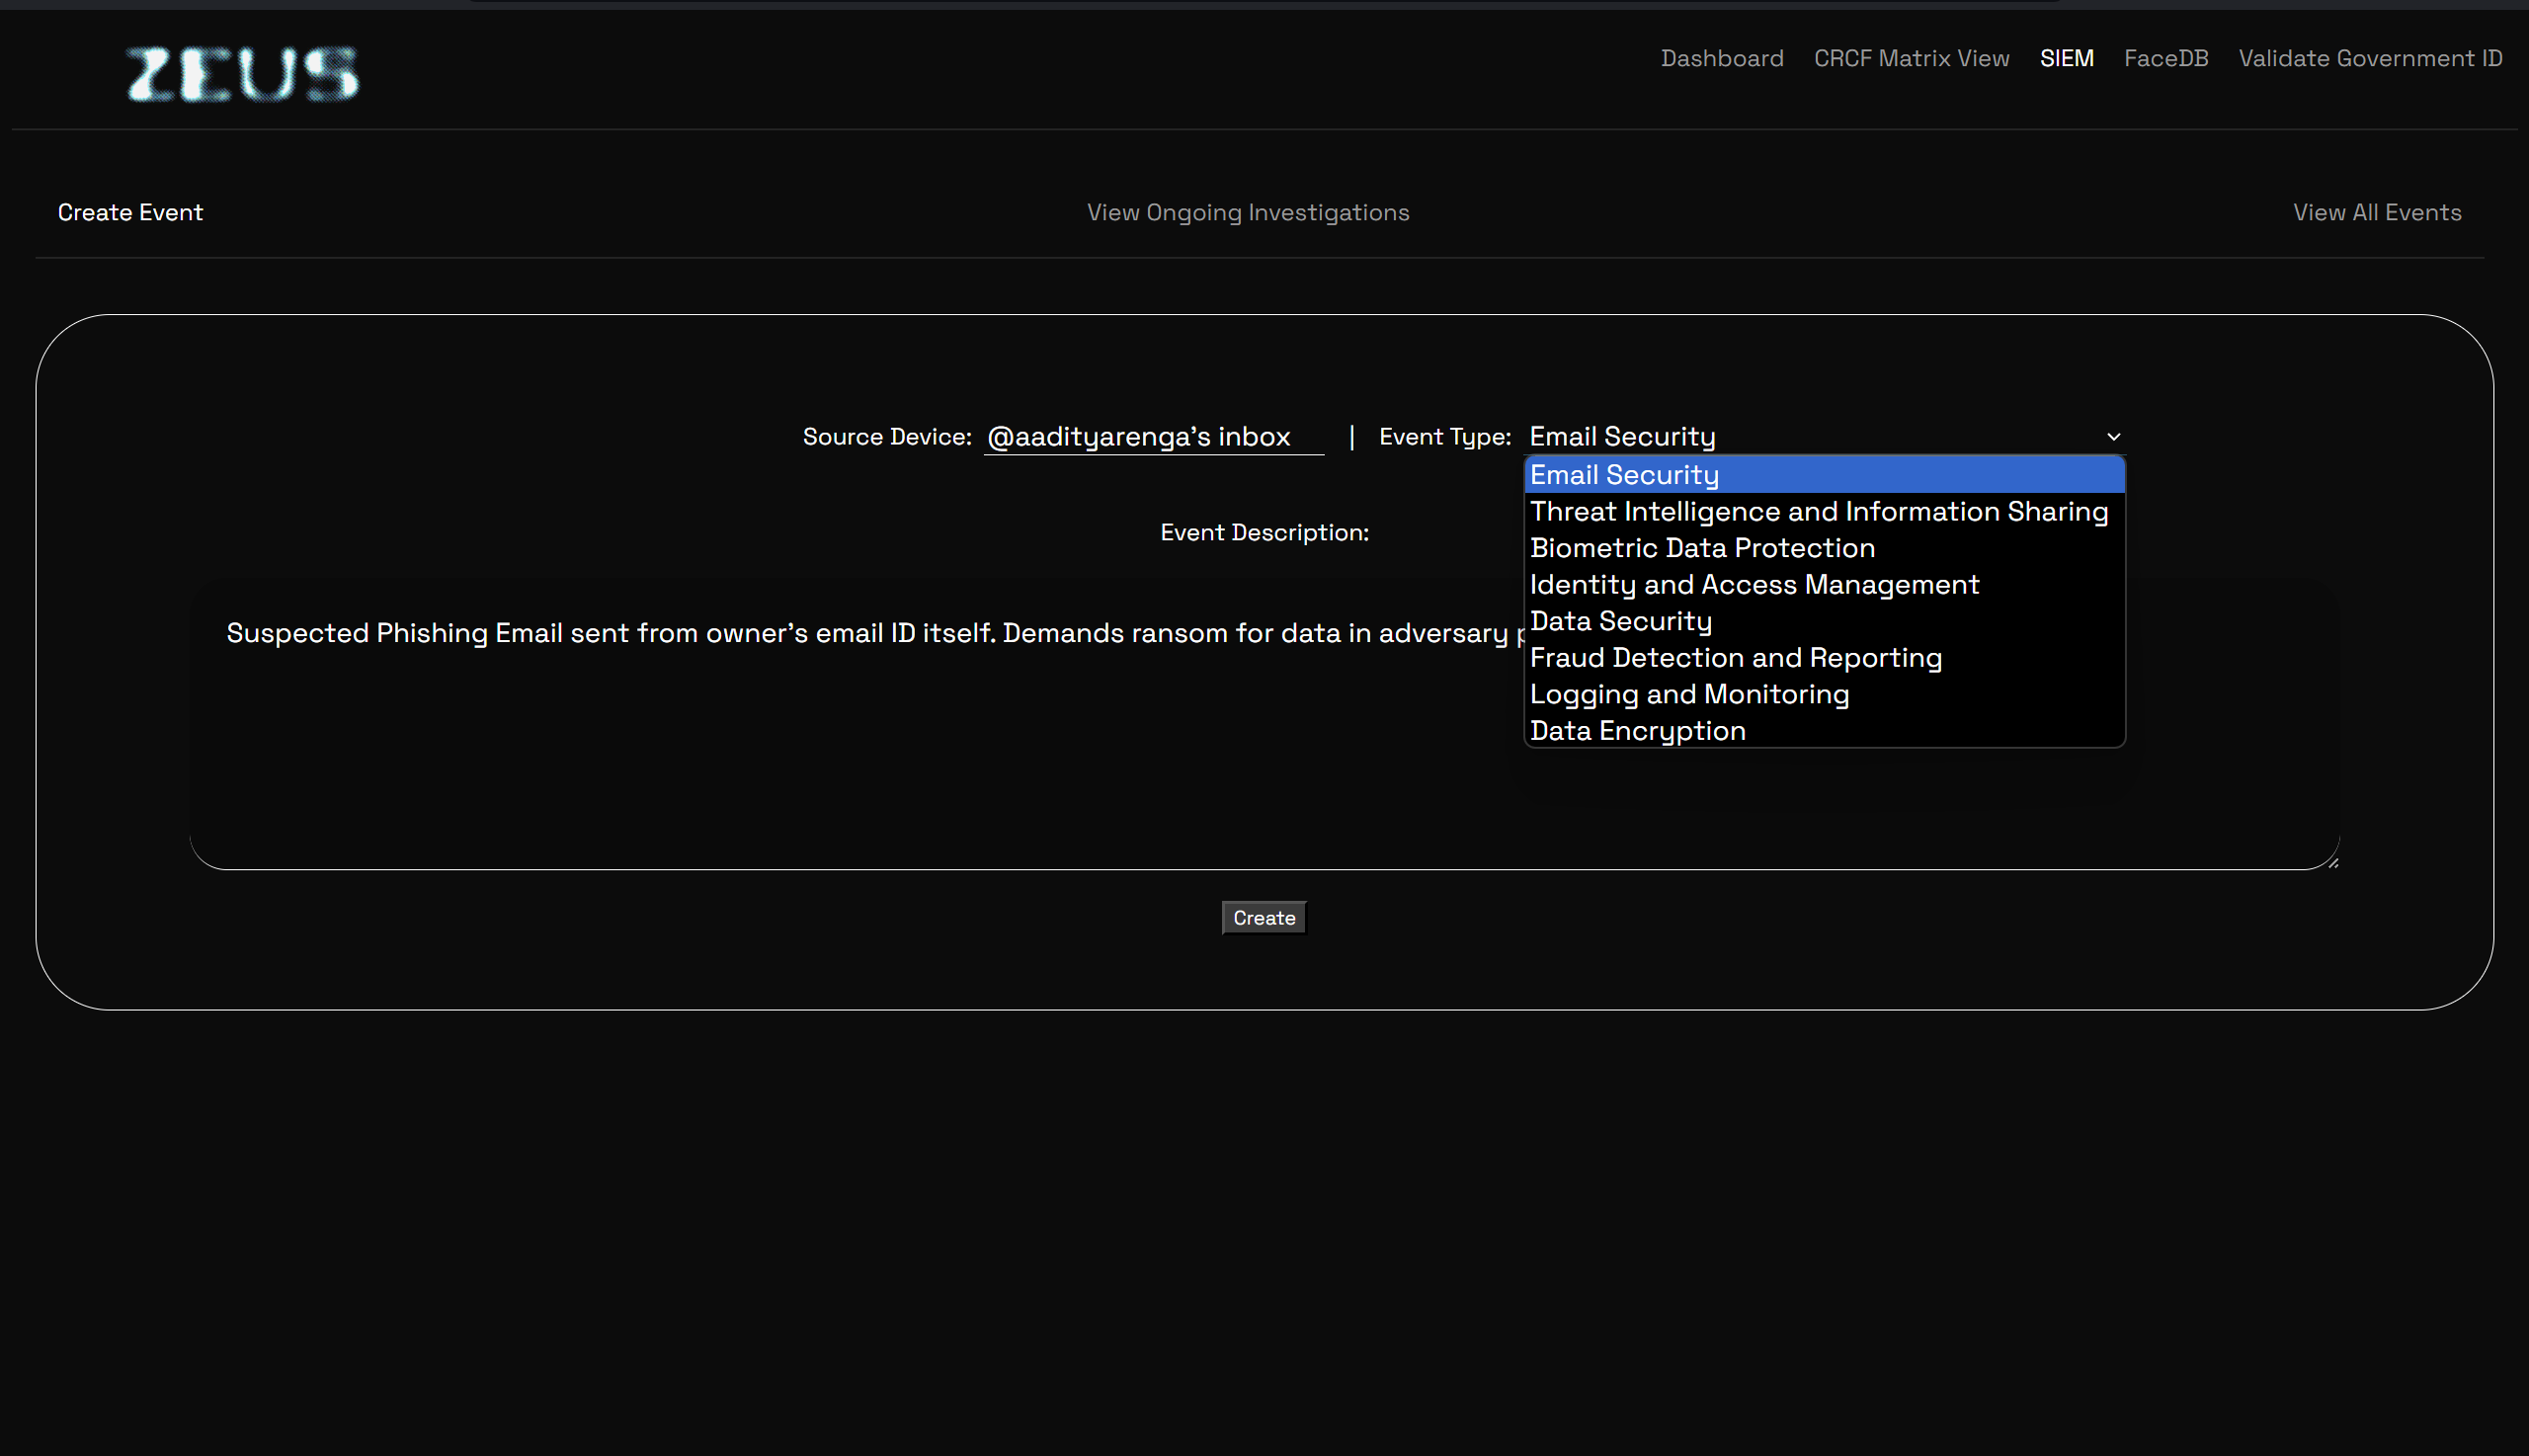 ZEUS
Dashboard CRCF Matrix View SIEM FaceDB Validate Government ID
Create Event View Ongoing Investigations View All Events
Source Device: @aadityarenga's inbox | Event Type: Email Security
Email Security
Threat Intelligence and Information Sharing
Biometric Data Protection
Identity and Access Management
Data Security
Fraud Detection and Reporting
Logging and Monitoring
Data Encryption
Event Description:
Suspected Phishing Email sent from owner's email ID itself. Demands ransom for data in adversary
Create